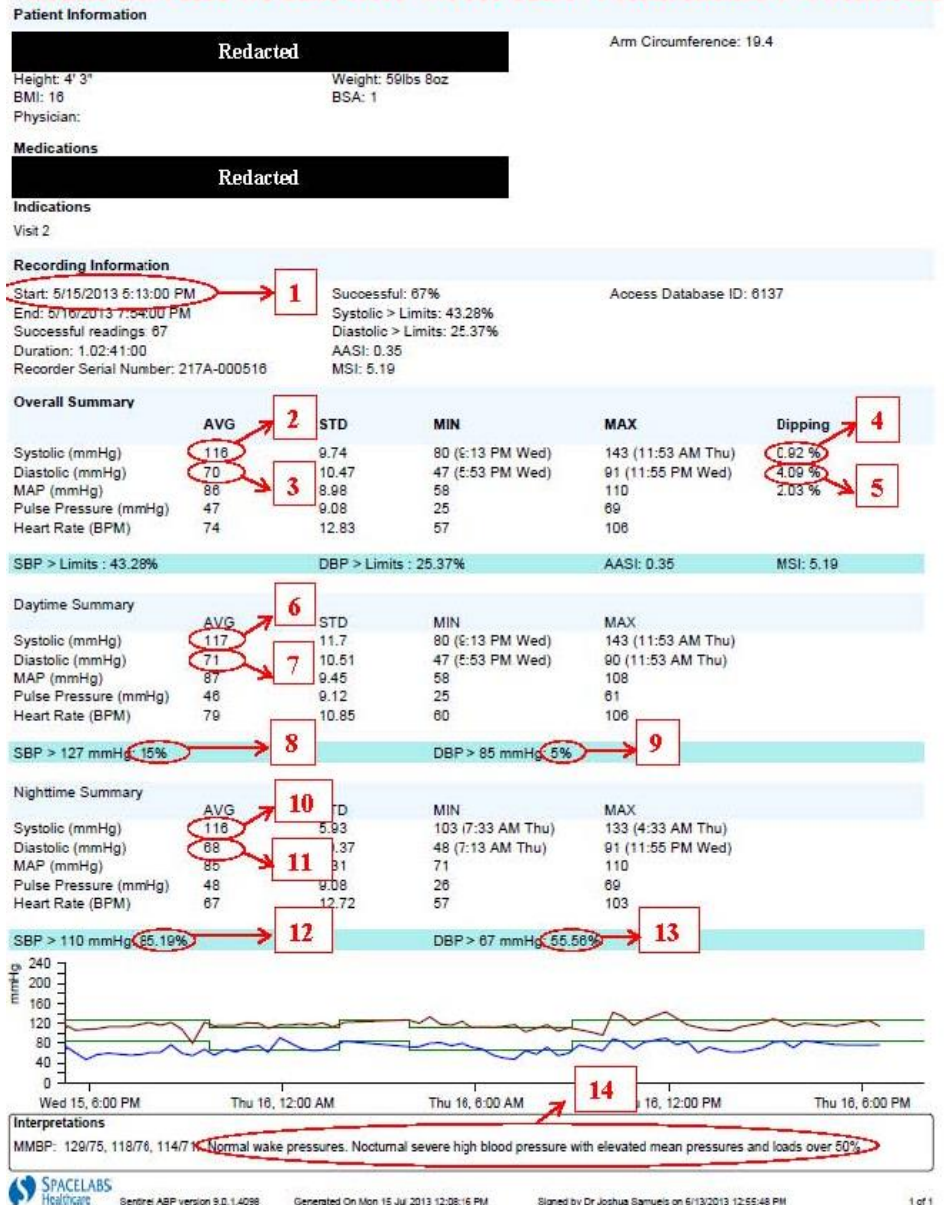 Patient Information
Redacted
Arm Circumference: 19.4
Height: 4' 3"
Weight: 59lbs 8oz
BMI: 16
BSA: 1
Physician:
Medications
Redacted
Indications
Visit 2
Recording Information
Start: 5/15/2013 5:13:00 PM
1
Successful: 67%
Access Database ID: 6137
End: 5/16/2013 7:54:00 PM
Systolic > Limits: 43.28%
Successful readings: 67
Diastolic > Limits: 25.37%
Duration: 1.02:41:00
AASI: 0.35
Recorder Serial Number: 217A-000516
MSI: 5.19
Overall Summary
AVG 2 STD MIN MAX Dipping 4
Systolic (mmHg) 116 9.74 80 (9:13 PM Wed) 143 (11:53 AM Thu) 0.92 %
Diastolic (mmHg) 70 3 10.47 47 (5:53 PM Wed) 91 (11:55 PM Wed) 4.09 % 5
MAP (mmHg) 86 8.98 58 110 2.03 %
Pulse Pressure (mmHg) 47 9.08 25 69
Heart Rate (BPM) 74 12.83 57 106
SBP > Limits : 43.28% DBP > Limits : 25.37% AASI: 0.35 MSI: 5.19
Daytime Summary
AVG 6 STD MIN MAX
Systolic (mmHg) 117 11.7 80 (9:13 PM Wed) 143 (11:53 AM Thu)
Diastolic (mmHg) 71 7 10.51 47 (5:53 PM Wed) 90 (11:53 AM Thu)
MAP (mmHg) 87 9.45 58 108
Pulse Pressure (mmHg) 46 9.12 25 61
Heart Rate (BPM) 79 10.85 60 106
SBP > 127 mmHg: 15% 8 DBP > 85 mmHg: 5% 9
Nighttime Summary
AVG 10 TD MIN MAX
Systolic (mmHg) 116 5.93 103 (7:33 AM Thu) 133 (4:33 AM Thu)
Diastolic (mmHg) 68 11 .37 48 (7:13 AM Thu) 91 (11:55 PM Wed)
MAP (mmHg) 85 31 71 110
Pulse Pressure (mmHg) 48 9.08 26 69
Heart Rate (BPM) 67 12.72 57 103
SBP > 110 mmHg: 85.19% 12 DBP > 67 mmHg: 55.56% 13
mmHg
240
200
160
120
80
40
0
Wed 15, 6:00 PM Thu 16, 12:00 AM Thu 16, 6:00 AM 14 16, 12:00 PM Thu 16, 6:00 PM
Interpretations
MMBP: 129/75, 118/76, 114/71 Normal wake pressures. Nocturnal severe high blood pressure with elevated mean pressures and loads over 50%
SPACELABS
Healthcare
Sentinel ABP version 9.0.1.4098 Generated On Mon 15 Jul 2013 12:08:16 PM Signed by Dr Joshua Samuels on 6/13/2013 12:55:48 PM 1 of 1